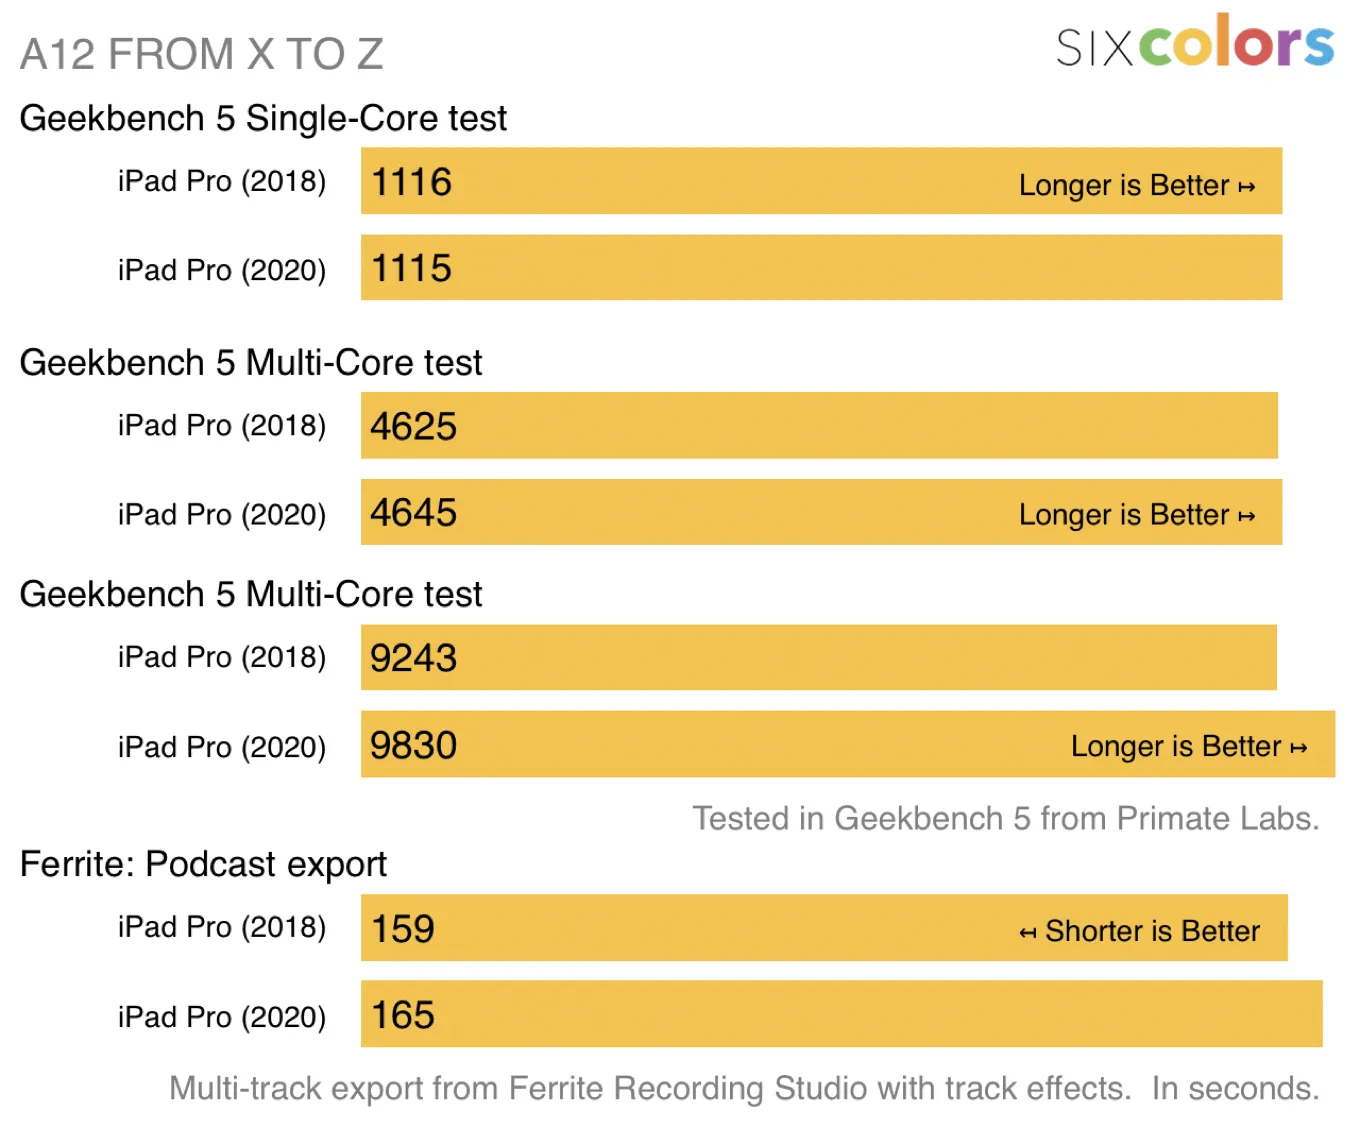 A12 FROM X TO Z
SIXcolors
Geekbench 5 Single-Core test
iPad Pro (2018) 1116 Longer is Better ↦
iPad Pro (2020) 1115
Geekbench 5 Multi-Core test
iPad Pro (2018) 4625
iPad Pro (2020) 4645 Longer is Better ↦
Geekbench 5 Multi-Core test
iPad Pro (2018) 9243
iPad Pro (2020) 9830 Longer is Better ↦
Tested in Geekbench 5 from Primate Labs.
Ferrite: Podcast export
iPad Pro (2018) 159 ↤ Shorter is Better
iPad Pro (2020) 165
Multi-track export from Ferrite Recording Studio with track effects. In seconds.